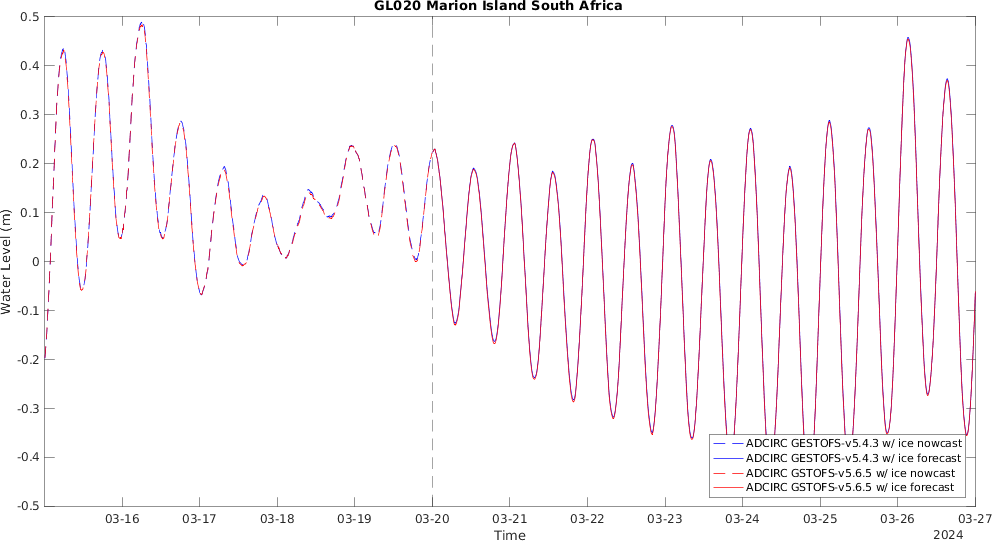 GL020 Marion Island South Africa
0.5
0.4
0.3
0.2
0.1
0
-0.1
-0.2
-0.3
-0.4
-0.5
Water Level (m)
ADCIRC GESTOFS-v5.4.3 w/ ice nowcast
ADCIRC GESTOFS-v5.4.3 w/ ice forecast
ADCIRC GSTOFS-v5.6.5 w/ ice nowcast
ADCIRC GSTOFS-v5.6.5 w/ ice forecast
03-16 03-17 03-18 03-19 03-20 03-21 03-22 03-23 03-24 03-25 03-26 03-27
Time
2024